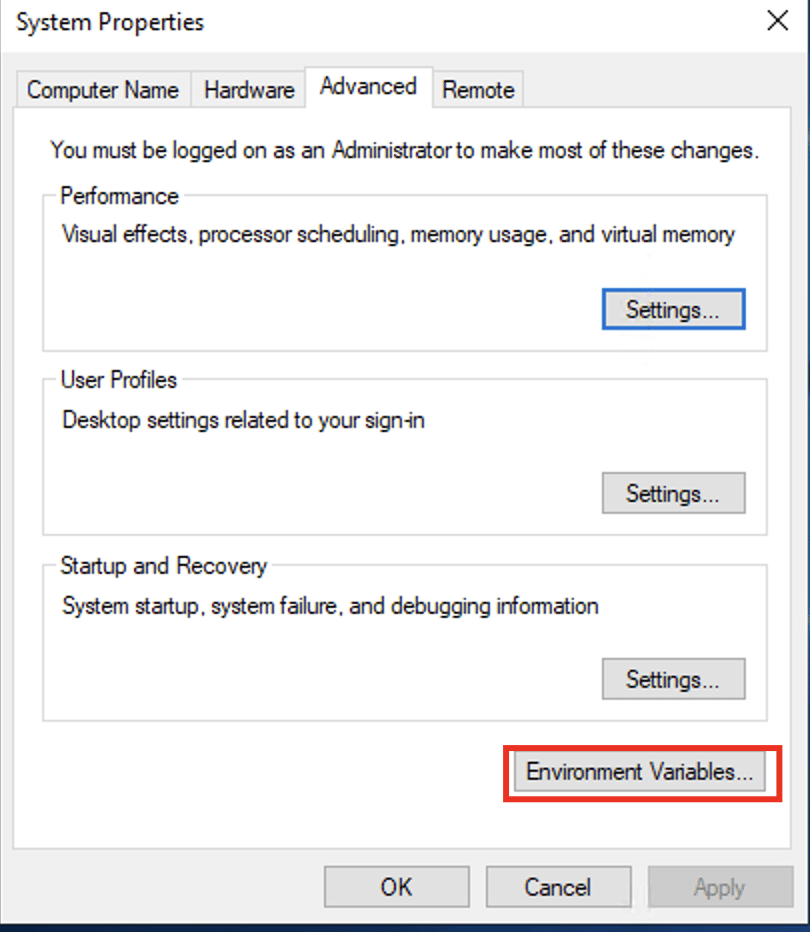 System Properties
Computer Name Hardware Advanced Remote
You must be logged on as an Administrator to make most of these changes.
Performance
Visual effects, processor scheduling, memory usage, and virtual memory
Settings...
User Profiles
Desktop settings related to your sign-in
Settings...
Startup and Recovery
System startup, system failure, and debugging information
Settings...
Environment Variables...
OK Cancel Apply